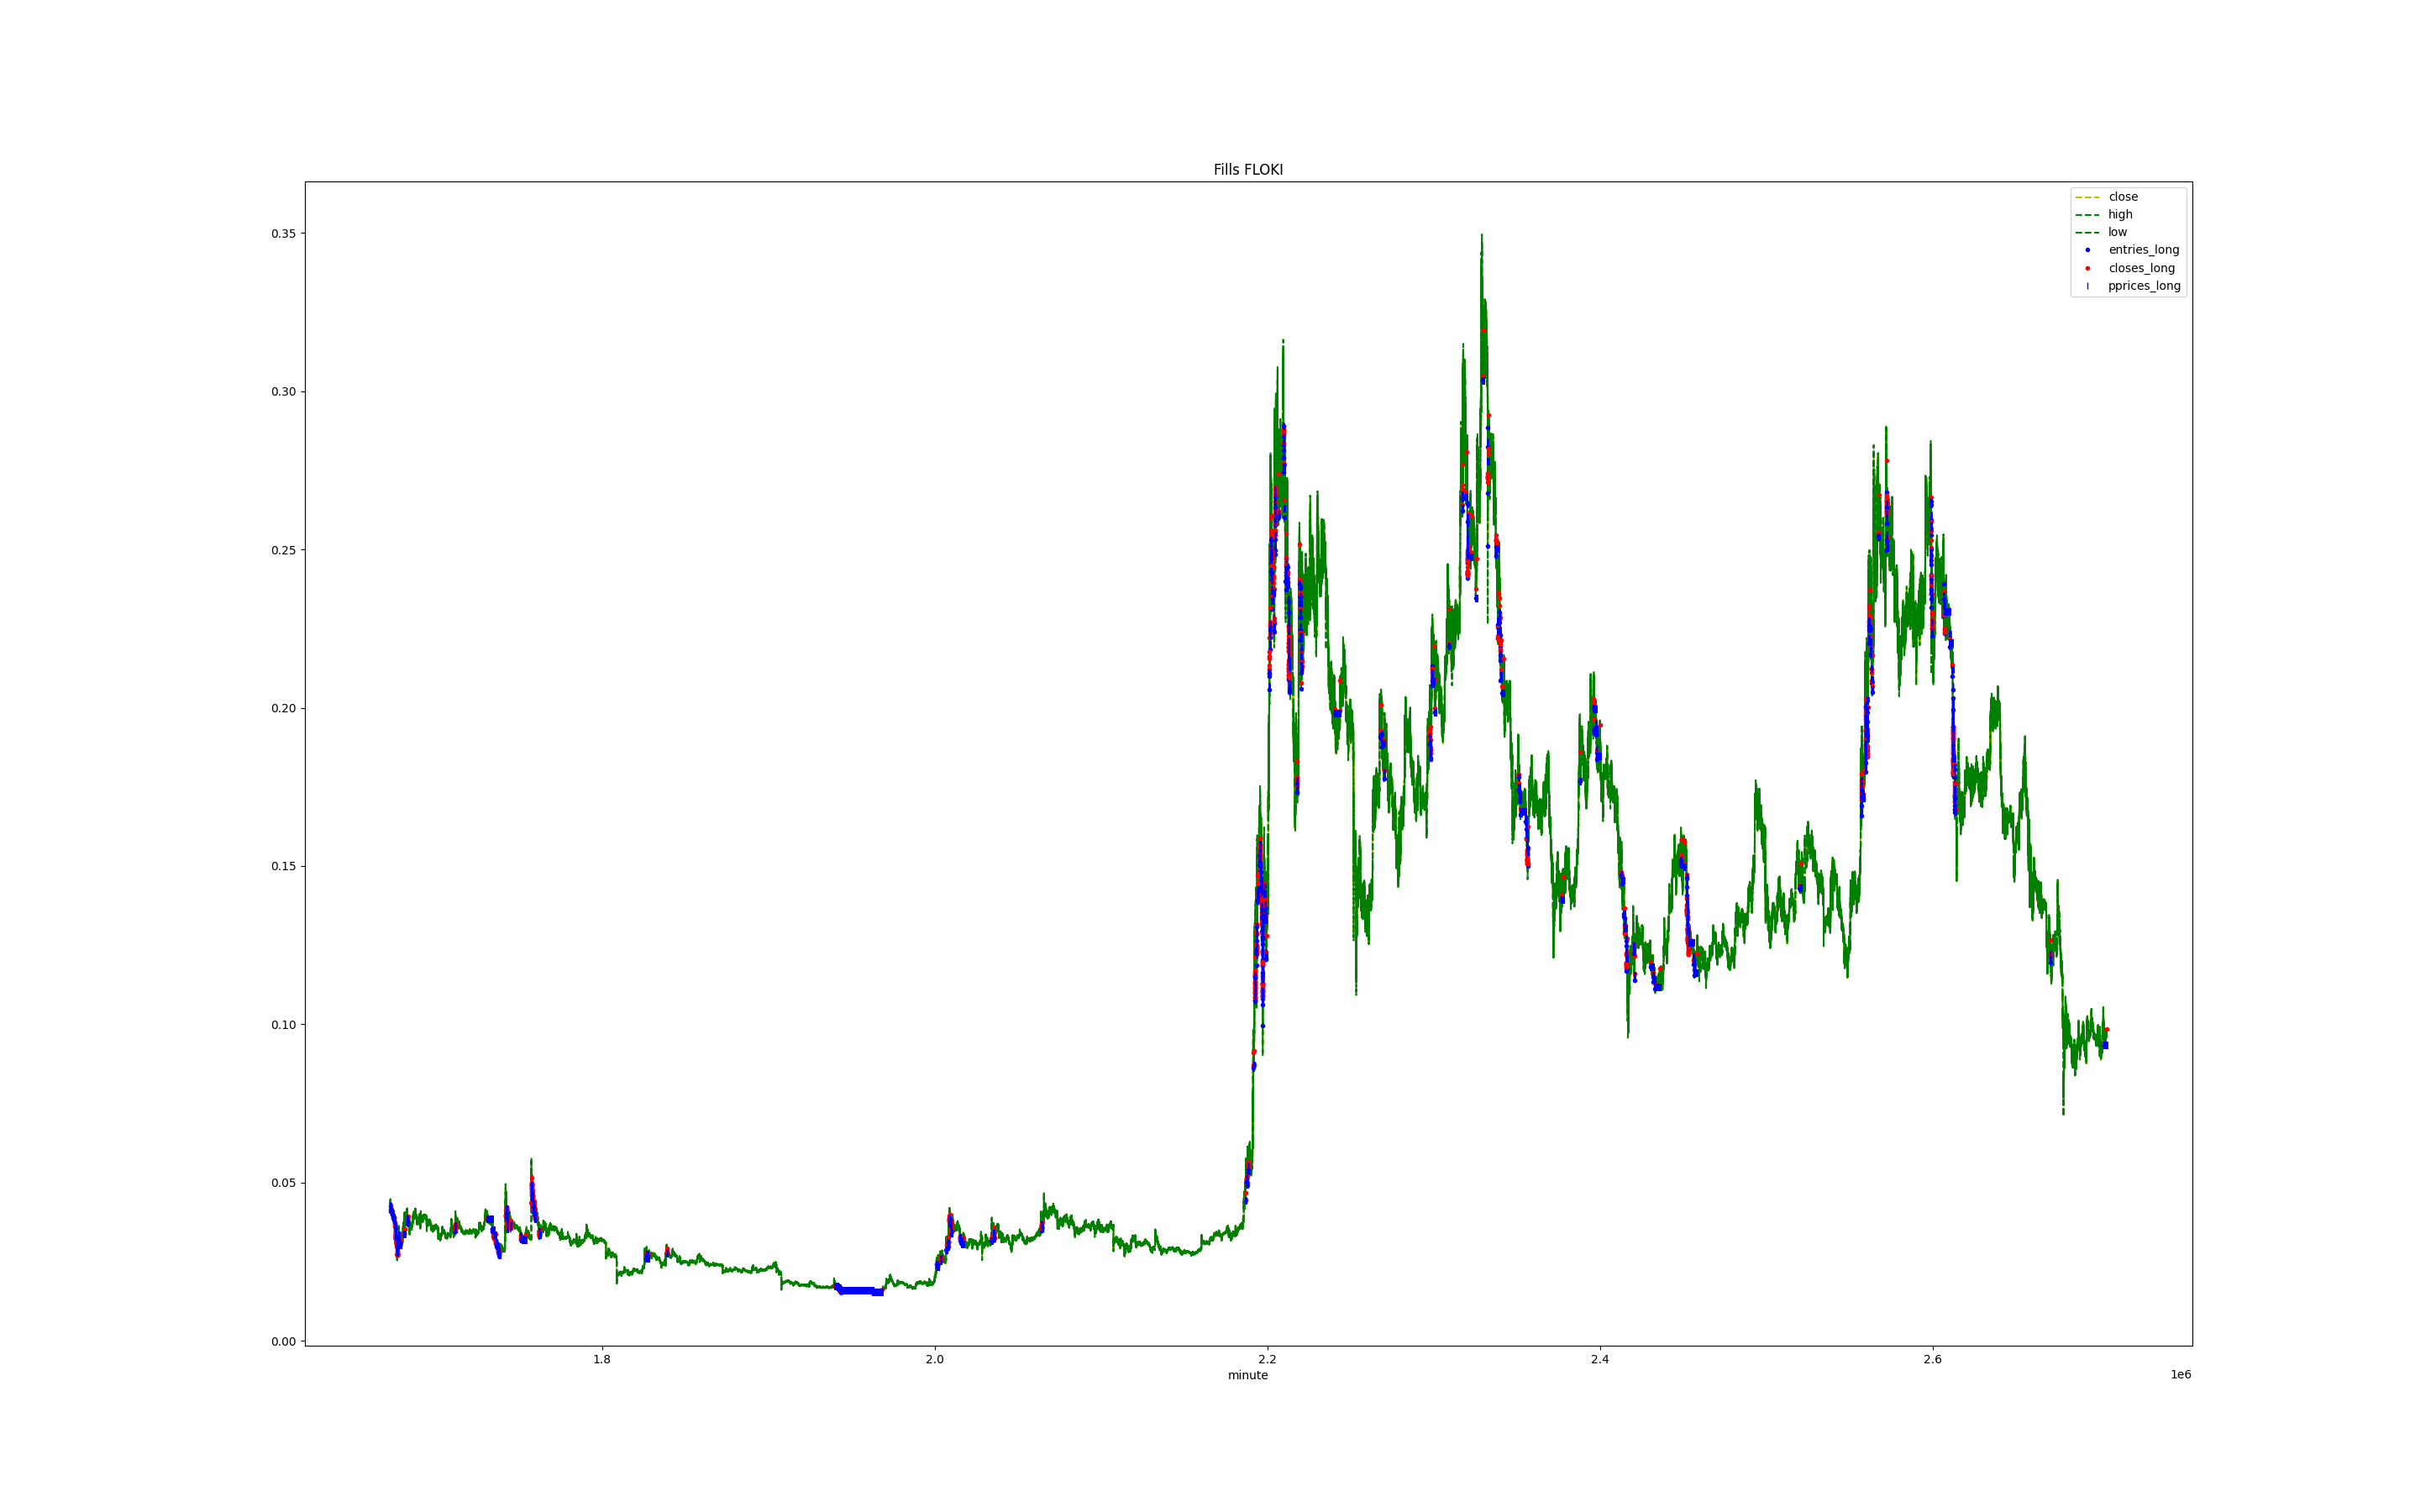 Fills FLOKI
close
high
low
entries_long
closes_long
pprices_long
0.35
0.30
0.25
0.20
0.15
0.10
0.05
0.00
1.8 2.0 2.2 2.4 2.6
minute
1e6